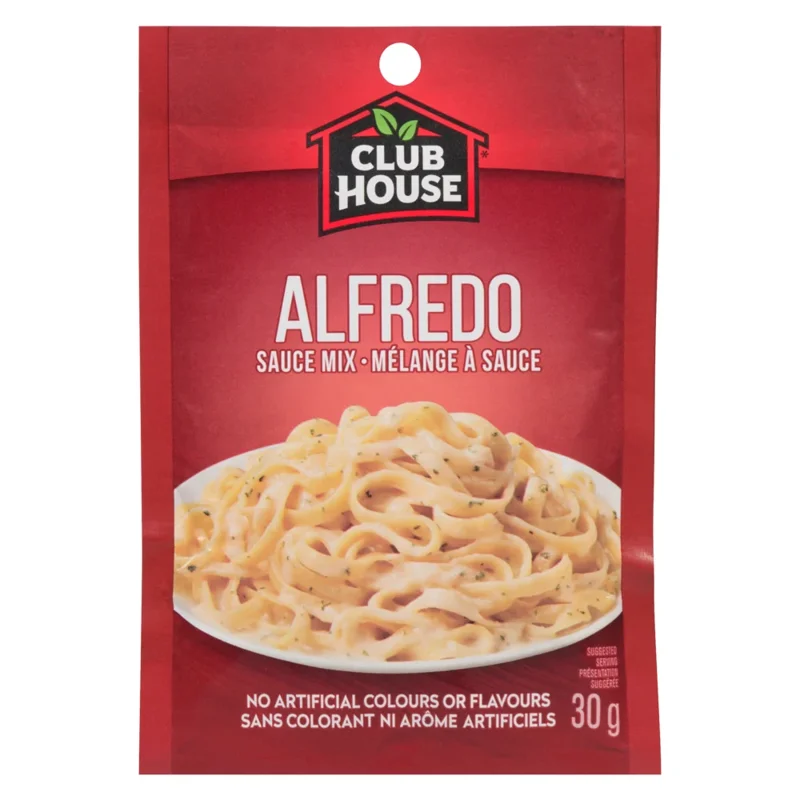 CLUB
HOUSE*
ALFREDO
SAUCE MIX • MÉLANGE À SAUCE
SUGGESTED
SERVING
PRÉSENTATION
SUGGÉRÉE
NO ARTIFICIAL COLOURS OR FLAVOURS
SANS COLORANT NI ARÔME ARTIFICIELS
30 g